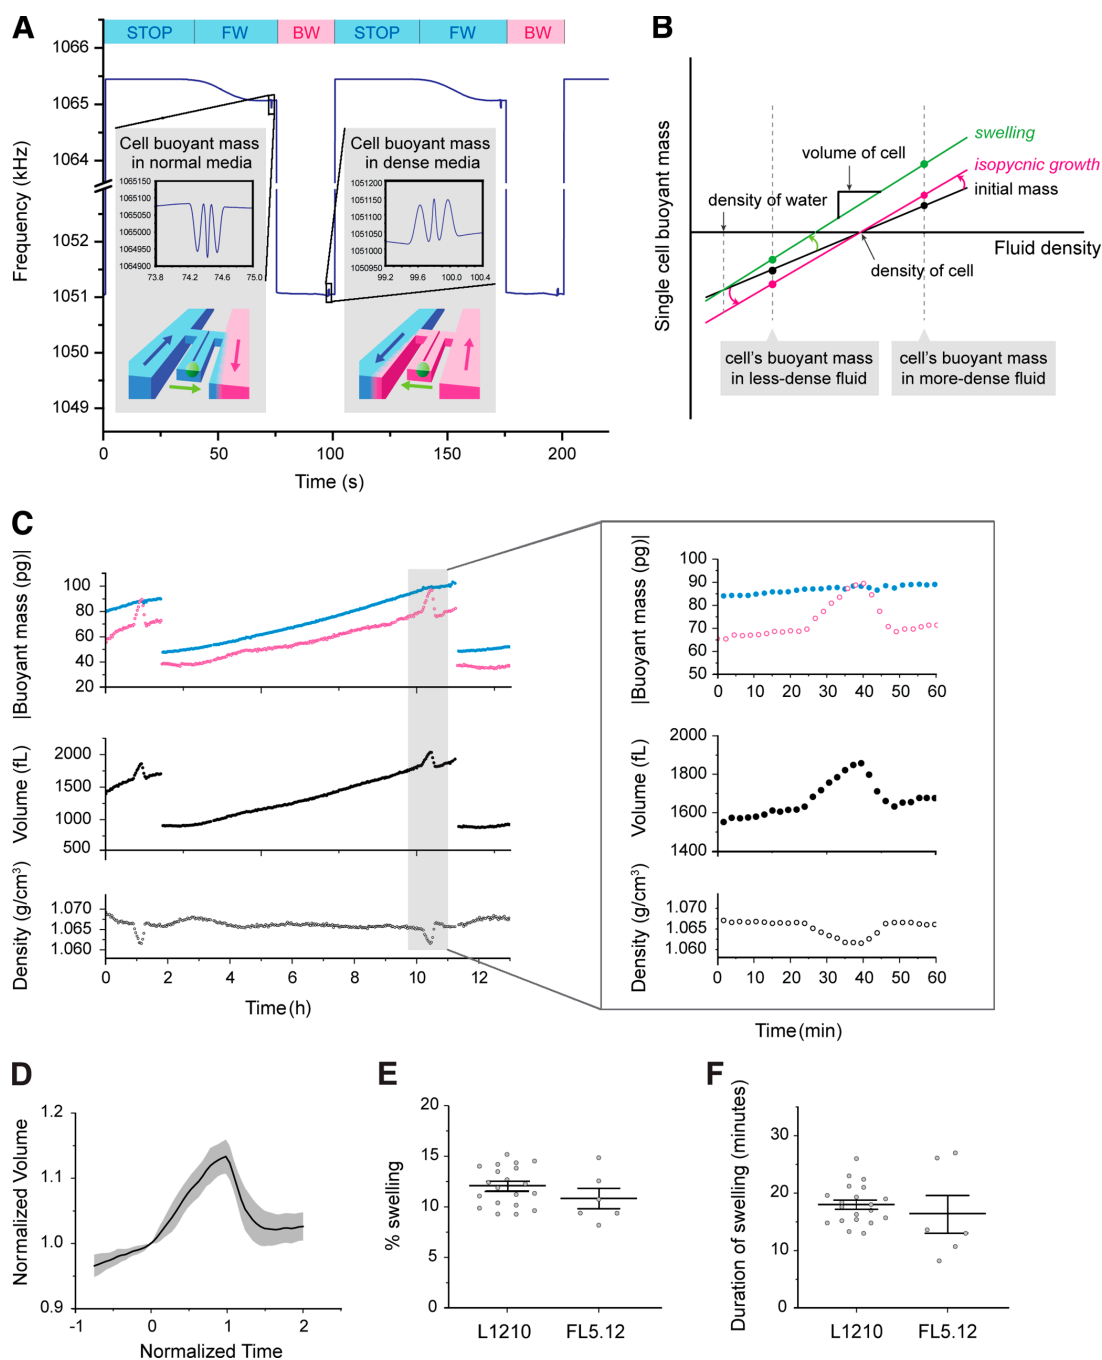 A
STOP
FW
BW
STOP
FW
BW
1066
1065
1064
1052
1051
1050
1049
Frequency (kHz)
Cell buoyant mass
in normal media
1065150
1065100
1065050
1065000
1064950
1064900
73.8
74.2
74.6
75.0
Cell buoyant mass
in dense media
1051200
1051150
1051100
1051050
1051000
1050950
99.2
99.6
100.0
100.4
0
50
100
150
200
Time (s)
B
Single cell buoyant mass
swelling
isopycnic growth
initial mass
volume of cell
density of water
Fluid density
density of cell
cell's buoyant mass
in less-dense fluid
cell's buoyant mass
in more-dense fluid
C
|Buoyant mass (pg)|
100
80
60
40
20
Volume (fL)
2000
1500
1000
500
Density (g/cm³)
1.070
1.065
1.060
0
2
4
6
8
10
12
Time (h)
|Buoyant mass (pg)|
100
90
80
70
60
50
0
10
20
30
40
50
60
Volume (fL)
2000
1800
1600
1400
Density (g/cm³)
1.070
1.065
1.060
0
10
20
30
40
50
60
Time (min)
D
Normalized Volume
1.2
1.1
1.0
0.9
-1
0
1
2
Normalized Time
E
% swelling
20
15
10
5
0
L1210
FL5.12
F
Duration of swelling (minutes)
30
20
10
0
L1210
FL5.12